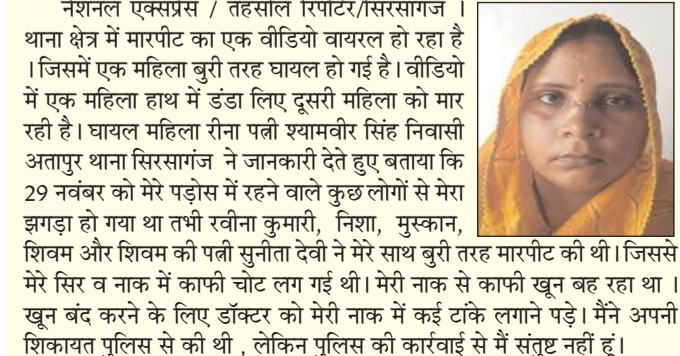 नेशनल एक्सप्रेस / तहसील रिपोर्टर/सिरसागंज ।
थाना क्षेत्र में मारपीट का एक वीडियो वायरल हो रहा है
। जिसमें एक महिला बुरी तरह घायल हो गई है। वीडियो
में एक महिला हाथ में डंडा लिए दूसरी महिला को मार
रही है। घायल महिला रीना पत्नी श्यामवीर सिंह निवासी
अतापुर थाना सिरसागंज ने जानकारी देते हुए बताया कि
29 नवंबर को मेरे पड़ोस में रहने वाले कुछ लोगों से मेरा
झगड़ा हो गया था तभी रवीना कुमारी, निशा, मुस्कान,
शिवम और शिवम की पत्नी सुनीता देवी ने मेरे साथ बुरी तरह मारपीट की थी। जिससे
मेरे सिर व नाक में काफी चोट लग गई थी। मेरी नाक से काफी खून बह रहा था ।
खून बंद करने के लिए डॉक्टर को मेरी नाक में कई टांके लगाने पड़े। मैंने अपनी
शिकायत पुलिस से की थी , लेकिन पुलिस की कार्रवाई से मैं संतुष्ट नहीं हूं।